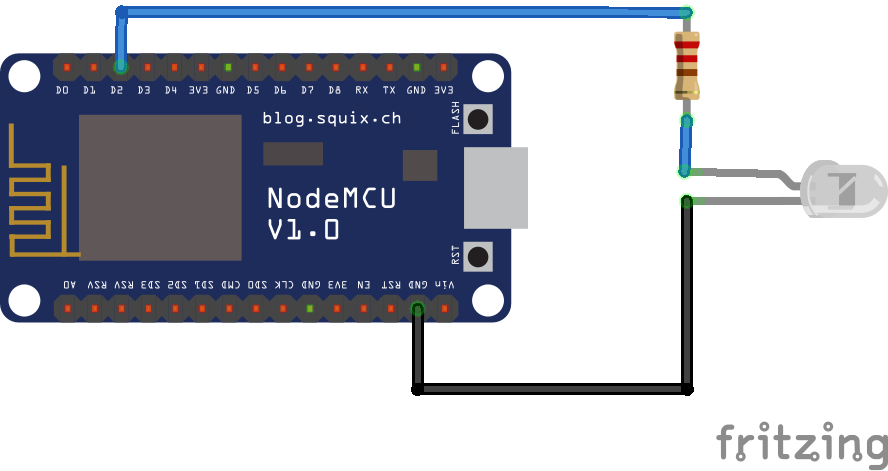 D0 D1 D2 D3 D4 3V3 GND D5 D6 D7 D8 RX TX GND 3V3
blog.squix.ch
FLASH
NodeMCU
V1.0
RST
A0 RSV RSV SD3 SD2 SD1 CMD SD0 CLK GND 3V3 EN RST GND Vin
fritzing